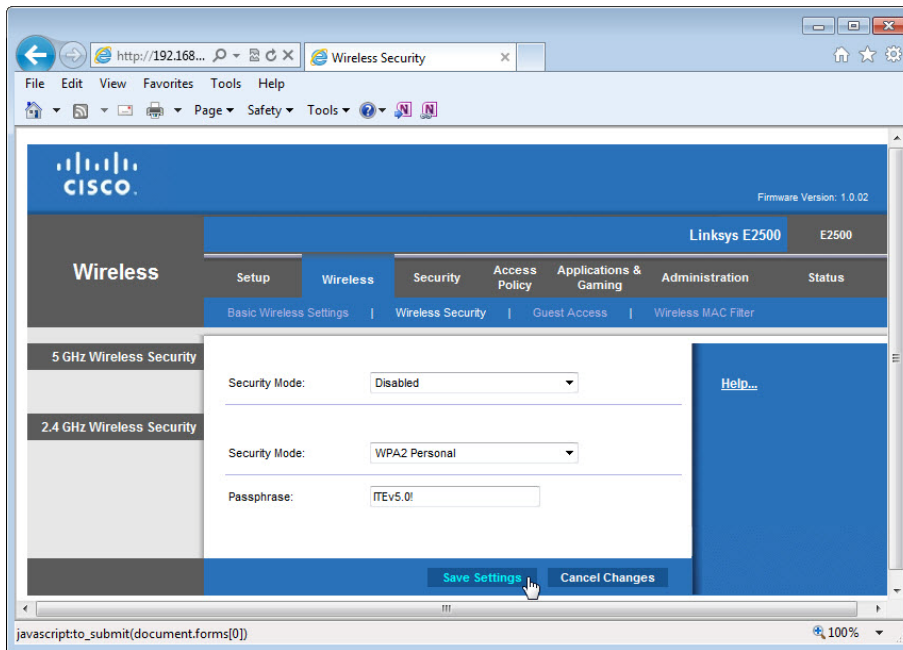 http://192.168...
Wireless Security
File Edit View Favorites Tools Help
Page Safety Tools
CISCO.
Firmware Version: 1.0.02
Linksys E2500 E2500
Wireless
Setup Wireless Security Access Policy Applications & Gaming Administration Status
Basic Wireless Settings | Wireless Security | Guest Access | Wireless MAC Filter
5 GHz Wireless Security
Security Mode: Disabled
Help...
2.4 GHz Wireless Security
Security Mode: WPA2 Personal
Passphrase: ITEv5.0!
Save Settings Cancel Changes
javascript:to_submit(document.forms[0]) 100%